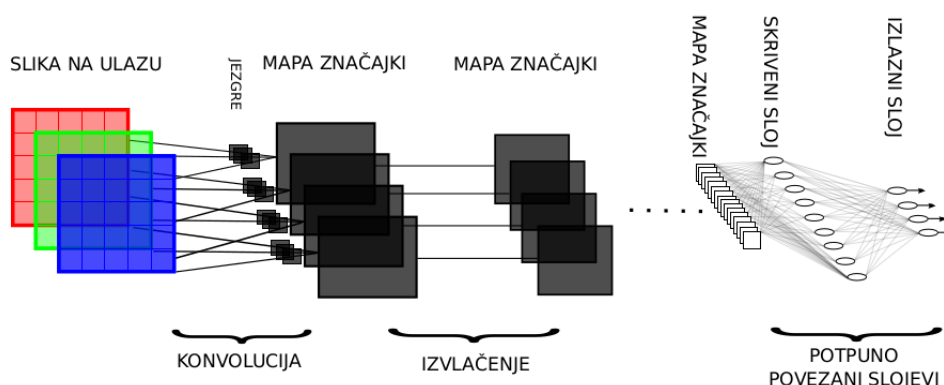 SLIKA NA ULAZU
JEZGRE
MAPA ZNAČAJKI
MAPA ZNAČAJKI
MAPA ZNAČAJKI
SKRIVENI SLOJ
IZLAZNI SLOJ
KONVOLUCIJA
IZVLAČENJE
POTPUNO
POVEZANI SLOJEVI